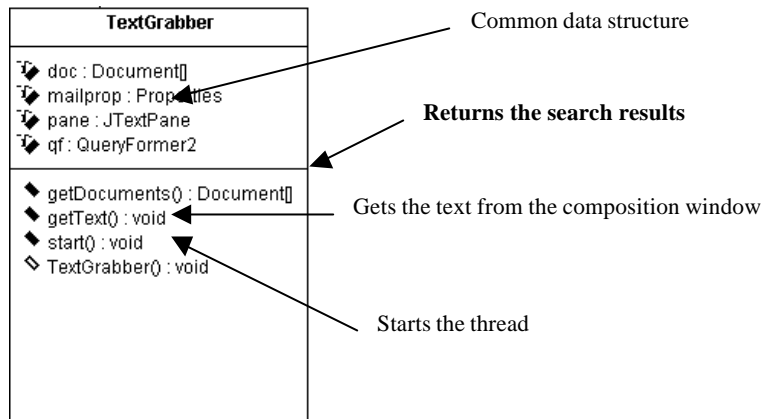 TextGrabber
doc : Document[]
mailprop : Properties
pane : JTextPane
qf : QueryFormer2
getDocuments() : Document[]
getText() : void
start() : void
TextGrabber() : void
Common data structure
Returns the search results
Gets the text from the composition window
Starts the thread